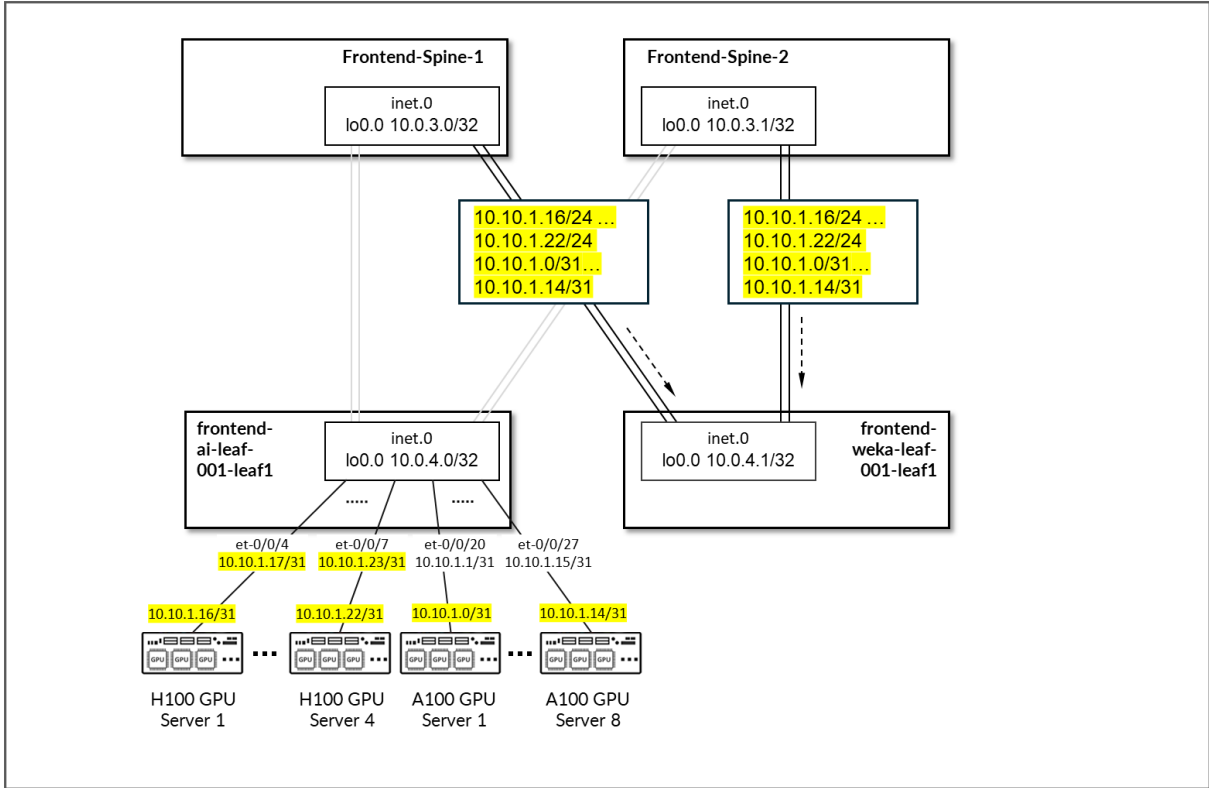 Frontend-Spine-1
inet.0
lo0.0 10.0.3.0/32
Frontend-Spine-2
inet.0
lo0.0 10.0.3.1/32
10.10.1.16/24 ...
10.10.1.22/24
10.10.1.0/31...
10.10.1.14/31
10.10.1.16/24 ...
10.10.1.22/24
10.10.1.0/31...
10.10.1.14/31
frontend-
ai-leaf-
001-leaf1
inet.0
lo0.0 10.0.4.0/32
.....
.....
inet.0
lo0.0 10.0.4.1/32
frontend-
weka-leaf-
001-leaf1
et-0/0/4
10.10.1.17/31
et-0/0/7
10.10.1.23/31
et-0/0/20
10.10.1.1/31
et-0/0/27
10.10.1.15/31
10.10.1.16/31
10.10.1.22/31
10.10.1.0/31
10.10.1.14/31
GPU GPU GPU ...
...
GPU GPU GPU ...
GPU GPU GPU ...
...
GPU GPU GPU ...
H100 GPU
Server 1
H100 GPU
Server 4
A100 GPU
Server 1
A100 GPU
Server 8